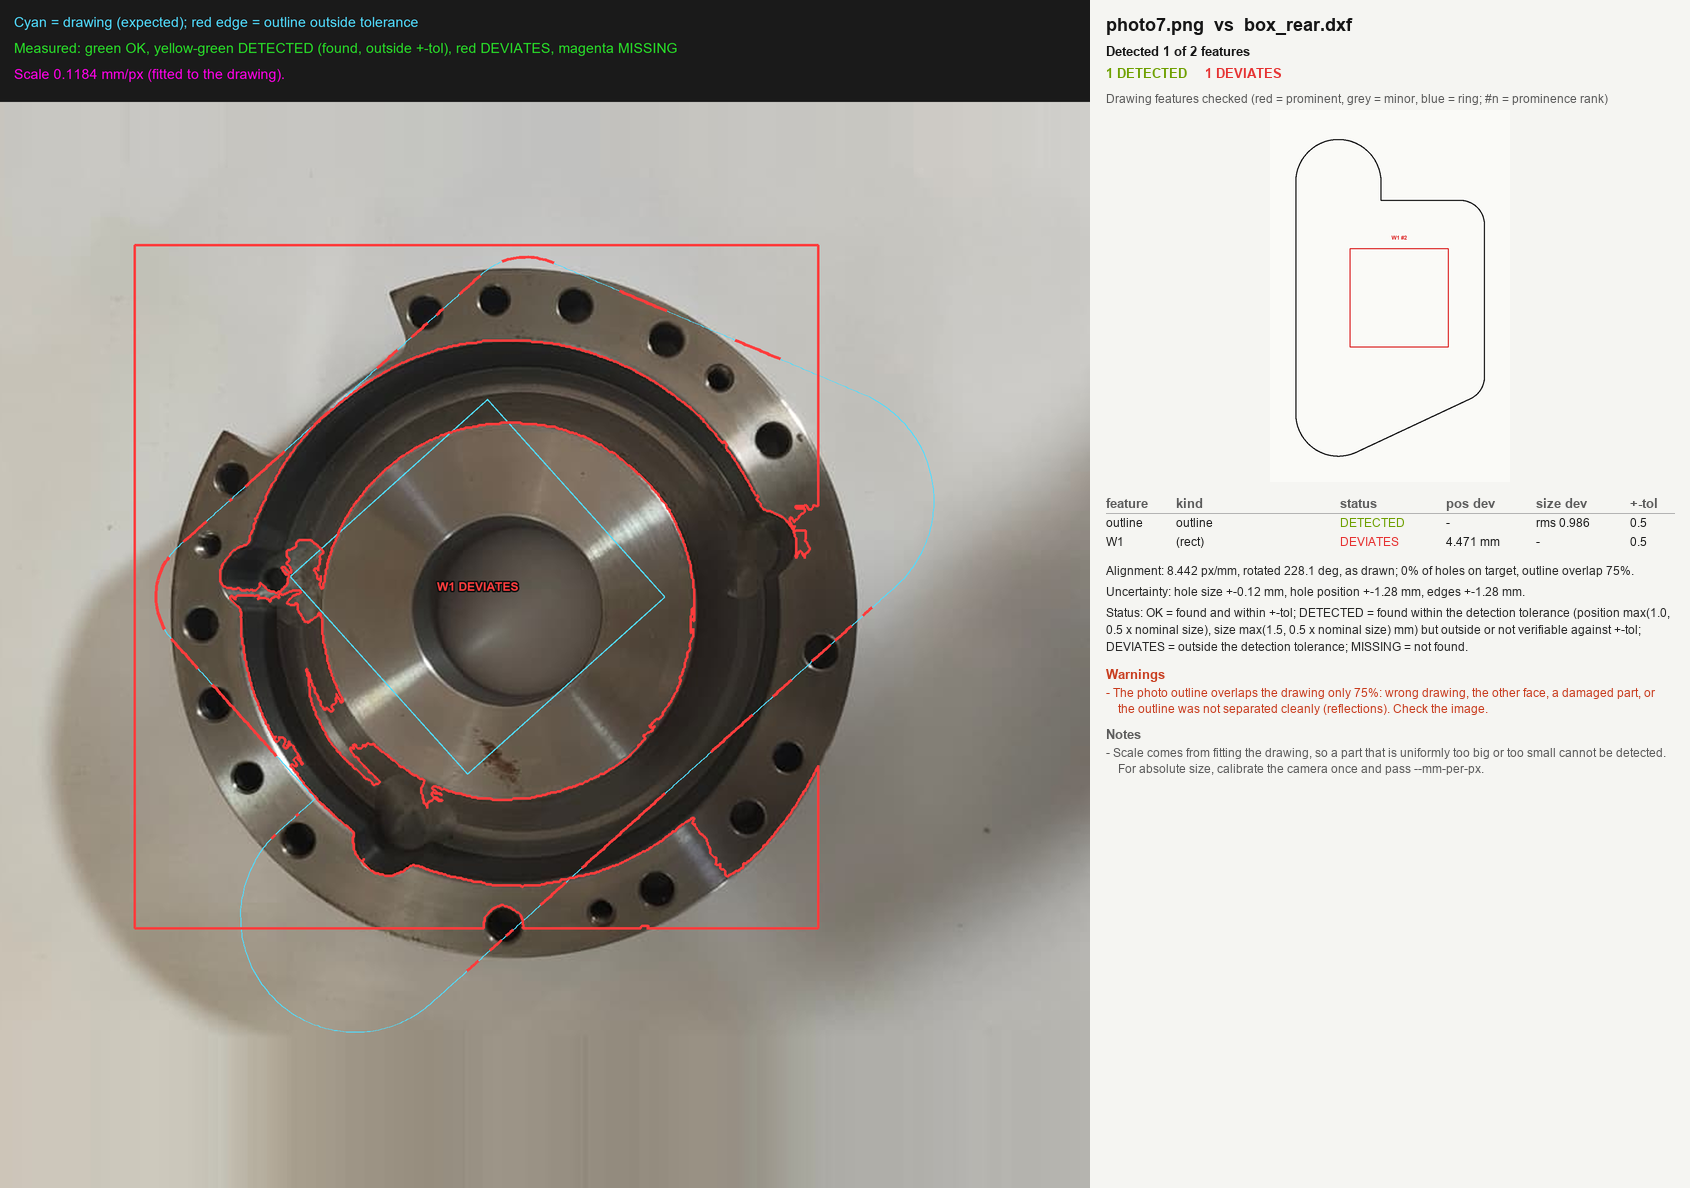 Cyan = drawing (expected); red edge = outline outside tolerance
Measured: green OK, yellow-green DETECTED (found, outside +-tol), red DEVIATES, magenta MISSING
Scale 0.1184 mm/px (fitted to the drawing).
W1 DEVIATES
photo7.png vs box_rear.dxf
Detected 1 of 2 features
1 DETECTED 1 DEVIATES
Drawing features checked (red = prominent, grey = minor, blue = ring; #n = prominence rank)
W1 #2
feature kind status pos dev size dev +-tol
outline outline DETECTED - rms 0.986 0.5
W1 (rect) DEVIATES 4.471 mm - 0.5
Alignment: 8.442 px/mm, rotated 228.1 deg, as drawn; 0% of holes on target, outline overlap 75%.
Uncertainty: hole size +-0.12 mm, hole position +-1.28 mm, edges +-1.28 mm.
Status: OK = found and within +-tol; DETECTED = found within the detection tolerance (position max(1.0,
0.5 x nominal size), size max(1.5, 0.5 x nominal size) mm) but outside or not verifiable against +-tol;
DEVIATES = outside the detection tolerance; MISSING = not found.
Warnings
- The photo outline overlaps the drawing only 75%: wrong drawing, the other face, a damaged part, or
the outline was not separated cleanly (reflections). Check the image.
Notes
- Scale comes from fitting the drawing, so a part that is uniformly too big or too small cannot be detected.
For absolute size, calibrate the camera once and pass --mm-per-px.